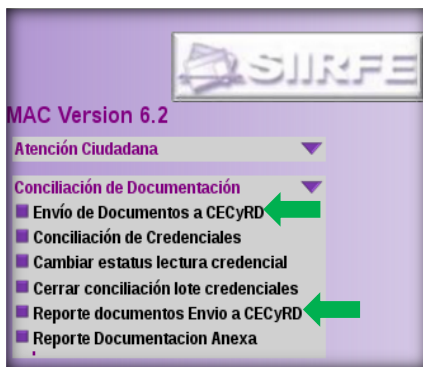 SIIRFE
MAC Version 6.2
Atención Ciudadana
Conciliación de Documentación
Envío de Documentos a CECyRD
Conciliación de Credenciales
Cambiar estatus lectura credencial
Cerrar conciliación lote credenciales
Reporte documentos Envio a CECyRD
Reporte Documentacion Anexa